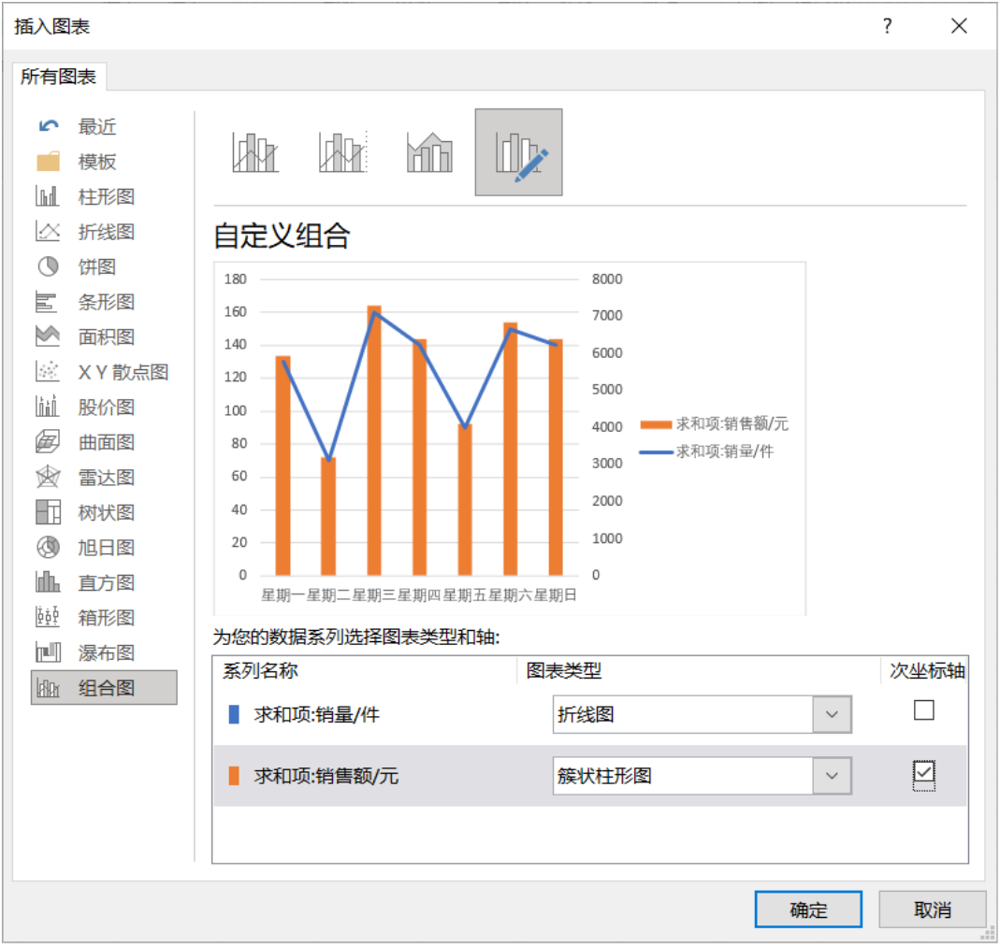 插入图表 ?
所有图表
最近
模板
柱形图
折线图
饼图
条形图
面积图
X Y 散点图
股价图
曲面图
雷达图
树状图
旭日图
直方图
箱形图
瀑布图
组合图
自定义组合
180 8000
160 7000
140 6000
120 5000
100 4000
80 3000
60 2000
40 1000
20 0
0
求和项:销售额/元
求和项:销量/件
星期一 星期二 星期三 星期四 星期五 星期六 星期日
为您的数据系列选择图表类型和轴:
系列名称 图表类型 次坐标轴
求和项:销量/件 折线图
求和项:销售额/元 簇状柱形图
确定 取消